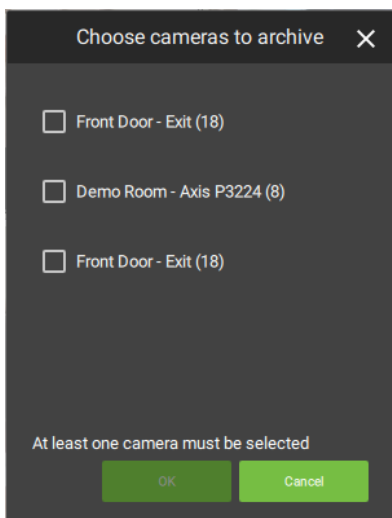 Choose cameras to archive
Front Door - Exit (18)
Demo Room - Axis P3224 (8)
Front Door - Exit (18)
At least one camera must be selected
OK Cancel